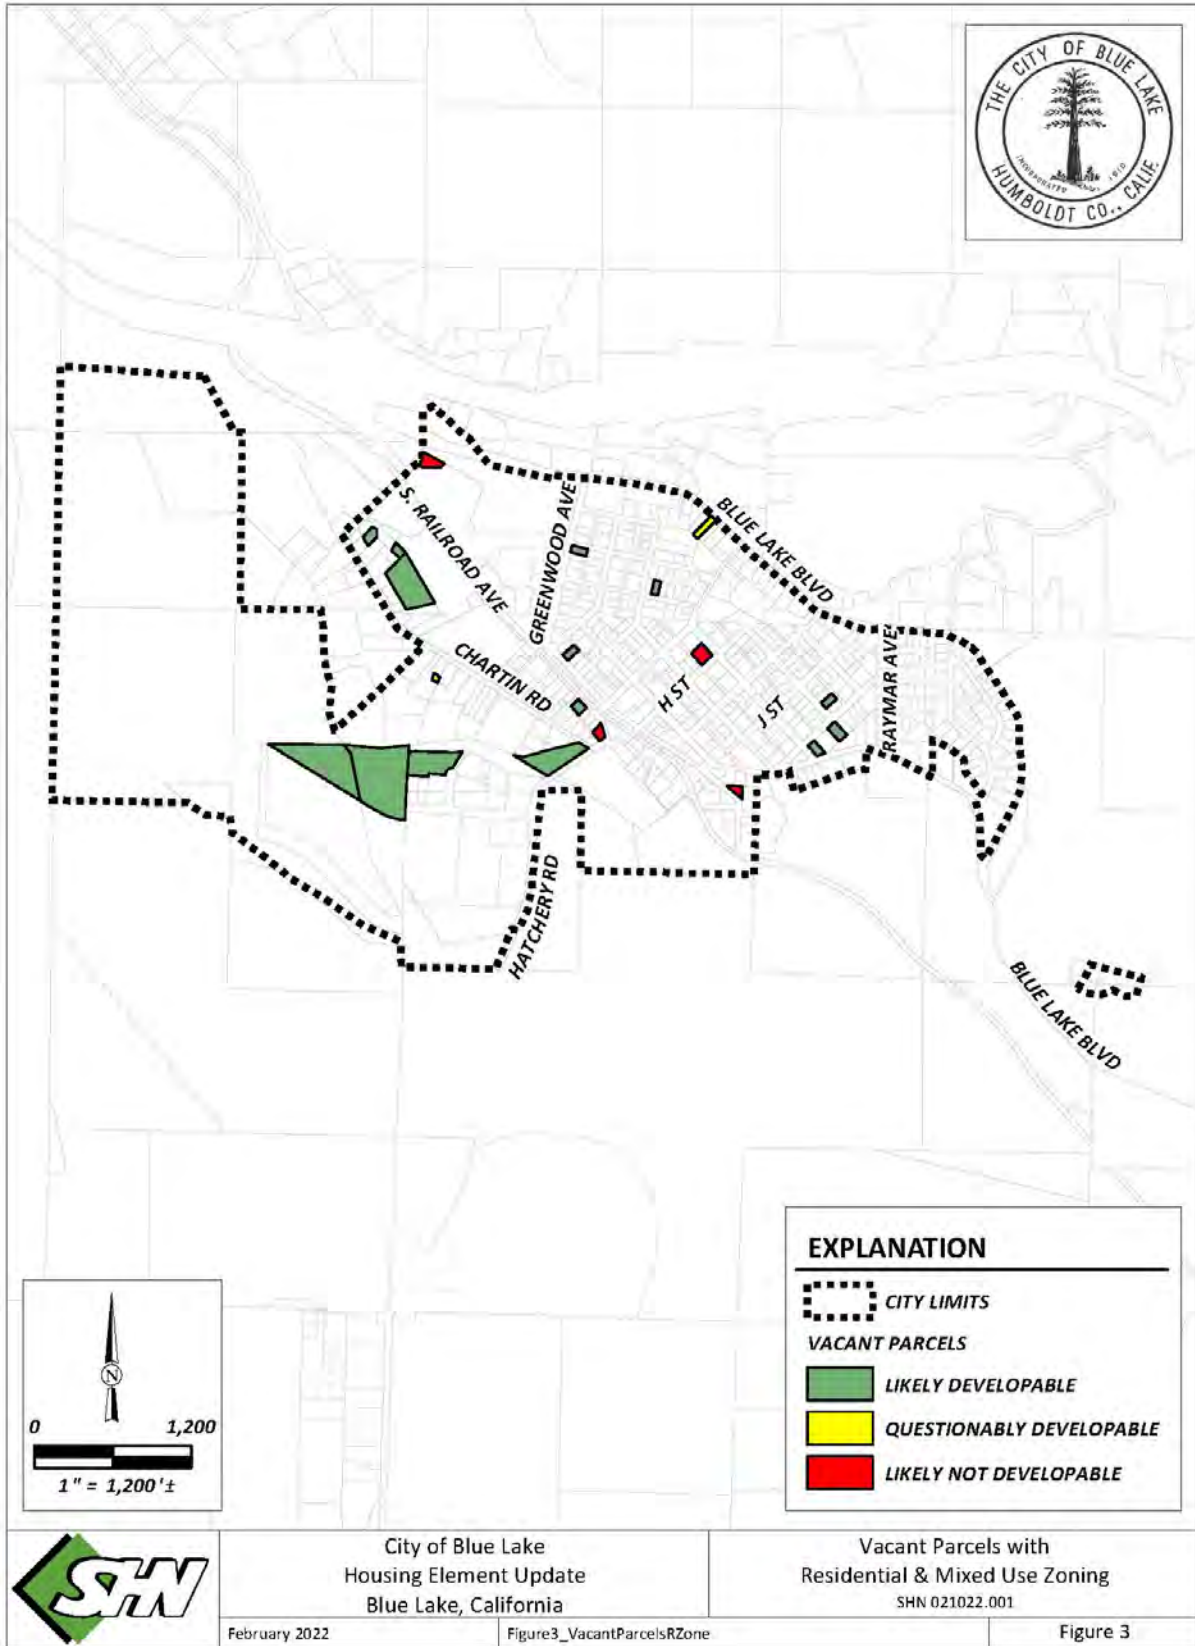 THE CITY OF BLUE LAKE
INCORPORATED 1910
HUMBOLDT CO., CALIF.
S. RAILROAD AVE
GREENWOOD AVE
BLUE LAKE BLVD
CHARTIN RD
H ST
J ST
RAYMAR AVE
HATCHERY RD
BLUE LAKE BLVD
EXPLANATION
CITY LIMITS
VACANT PARCELS
LIKELY DEVELOPABLE
QUESTIONABLY DEVELOPABLE
LIKELY NOT DEVELOPABLE
N
0 1,200
1" = 1,200'±
SHN
City of Blue Lake
Housing Element Update
Blue Lake, California
Vacant Parcels with
Residential & Mixed Use Zoning
SHN 021022.001
February 2022
Figure3_VacantParcelsRZone
Figure 3